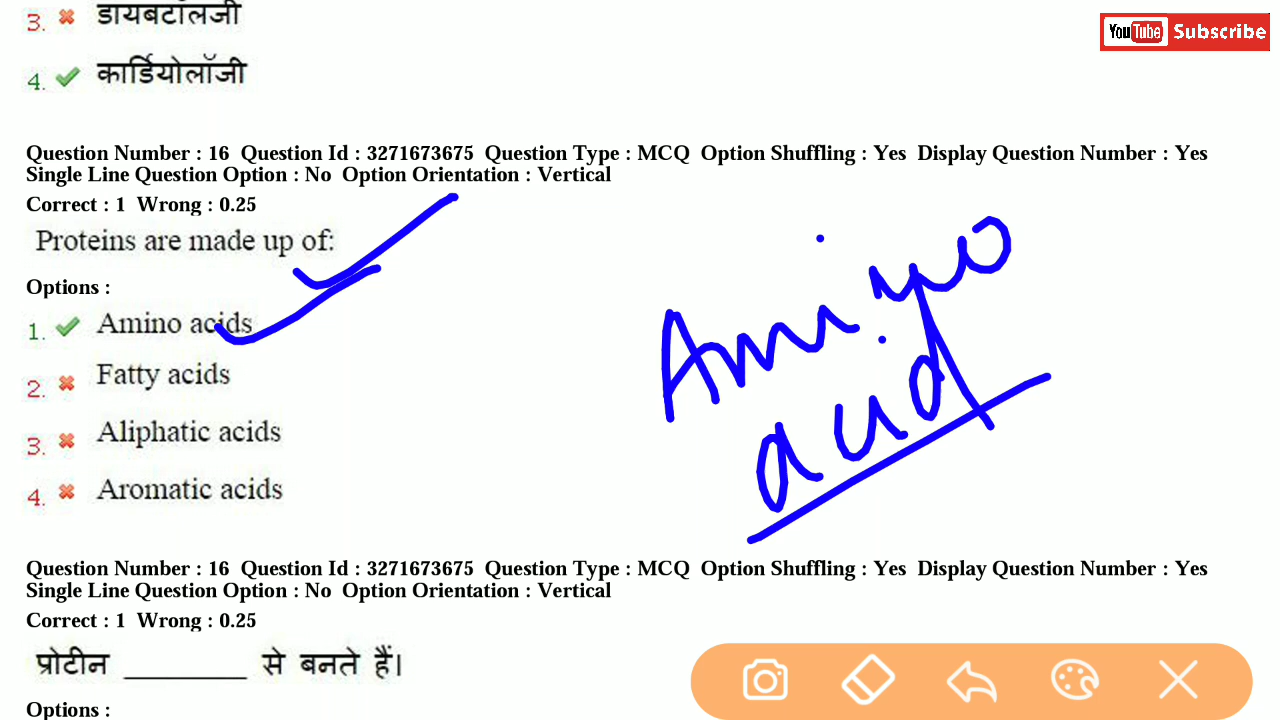 3. डायबटॉलजी
YouTube Subscribe
4. कार्डियोलॉजी
Question Number : 16 Question Id : 3271673675 Question Type : MCQ Option Shuffling : Yes Display Question Number : Yes
Single Line Question Option : No Option Orientation : Vertical
Correct : 1 Wrong : 0.25
Proteins are made up of:
Options :
1. Amino acids
2. Fatty acids
3. Aliphatic acids
4. Aromatic acids
Amino
acid
Question Number : 16 Question Id : 3271673675 Question Type : MCQ Option Shuffling : Yes Display Question Number : Yes
Single Line Question Option : No Option Orientation : Vertical
Correct : 1 Wrong : 0.25
प्रोटीन ________ से बनते हैं।
Options :